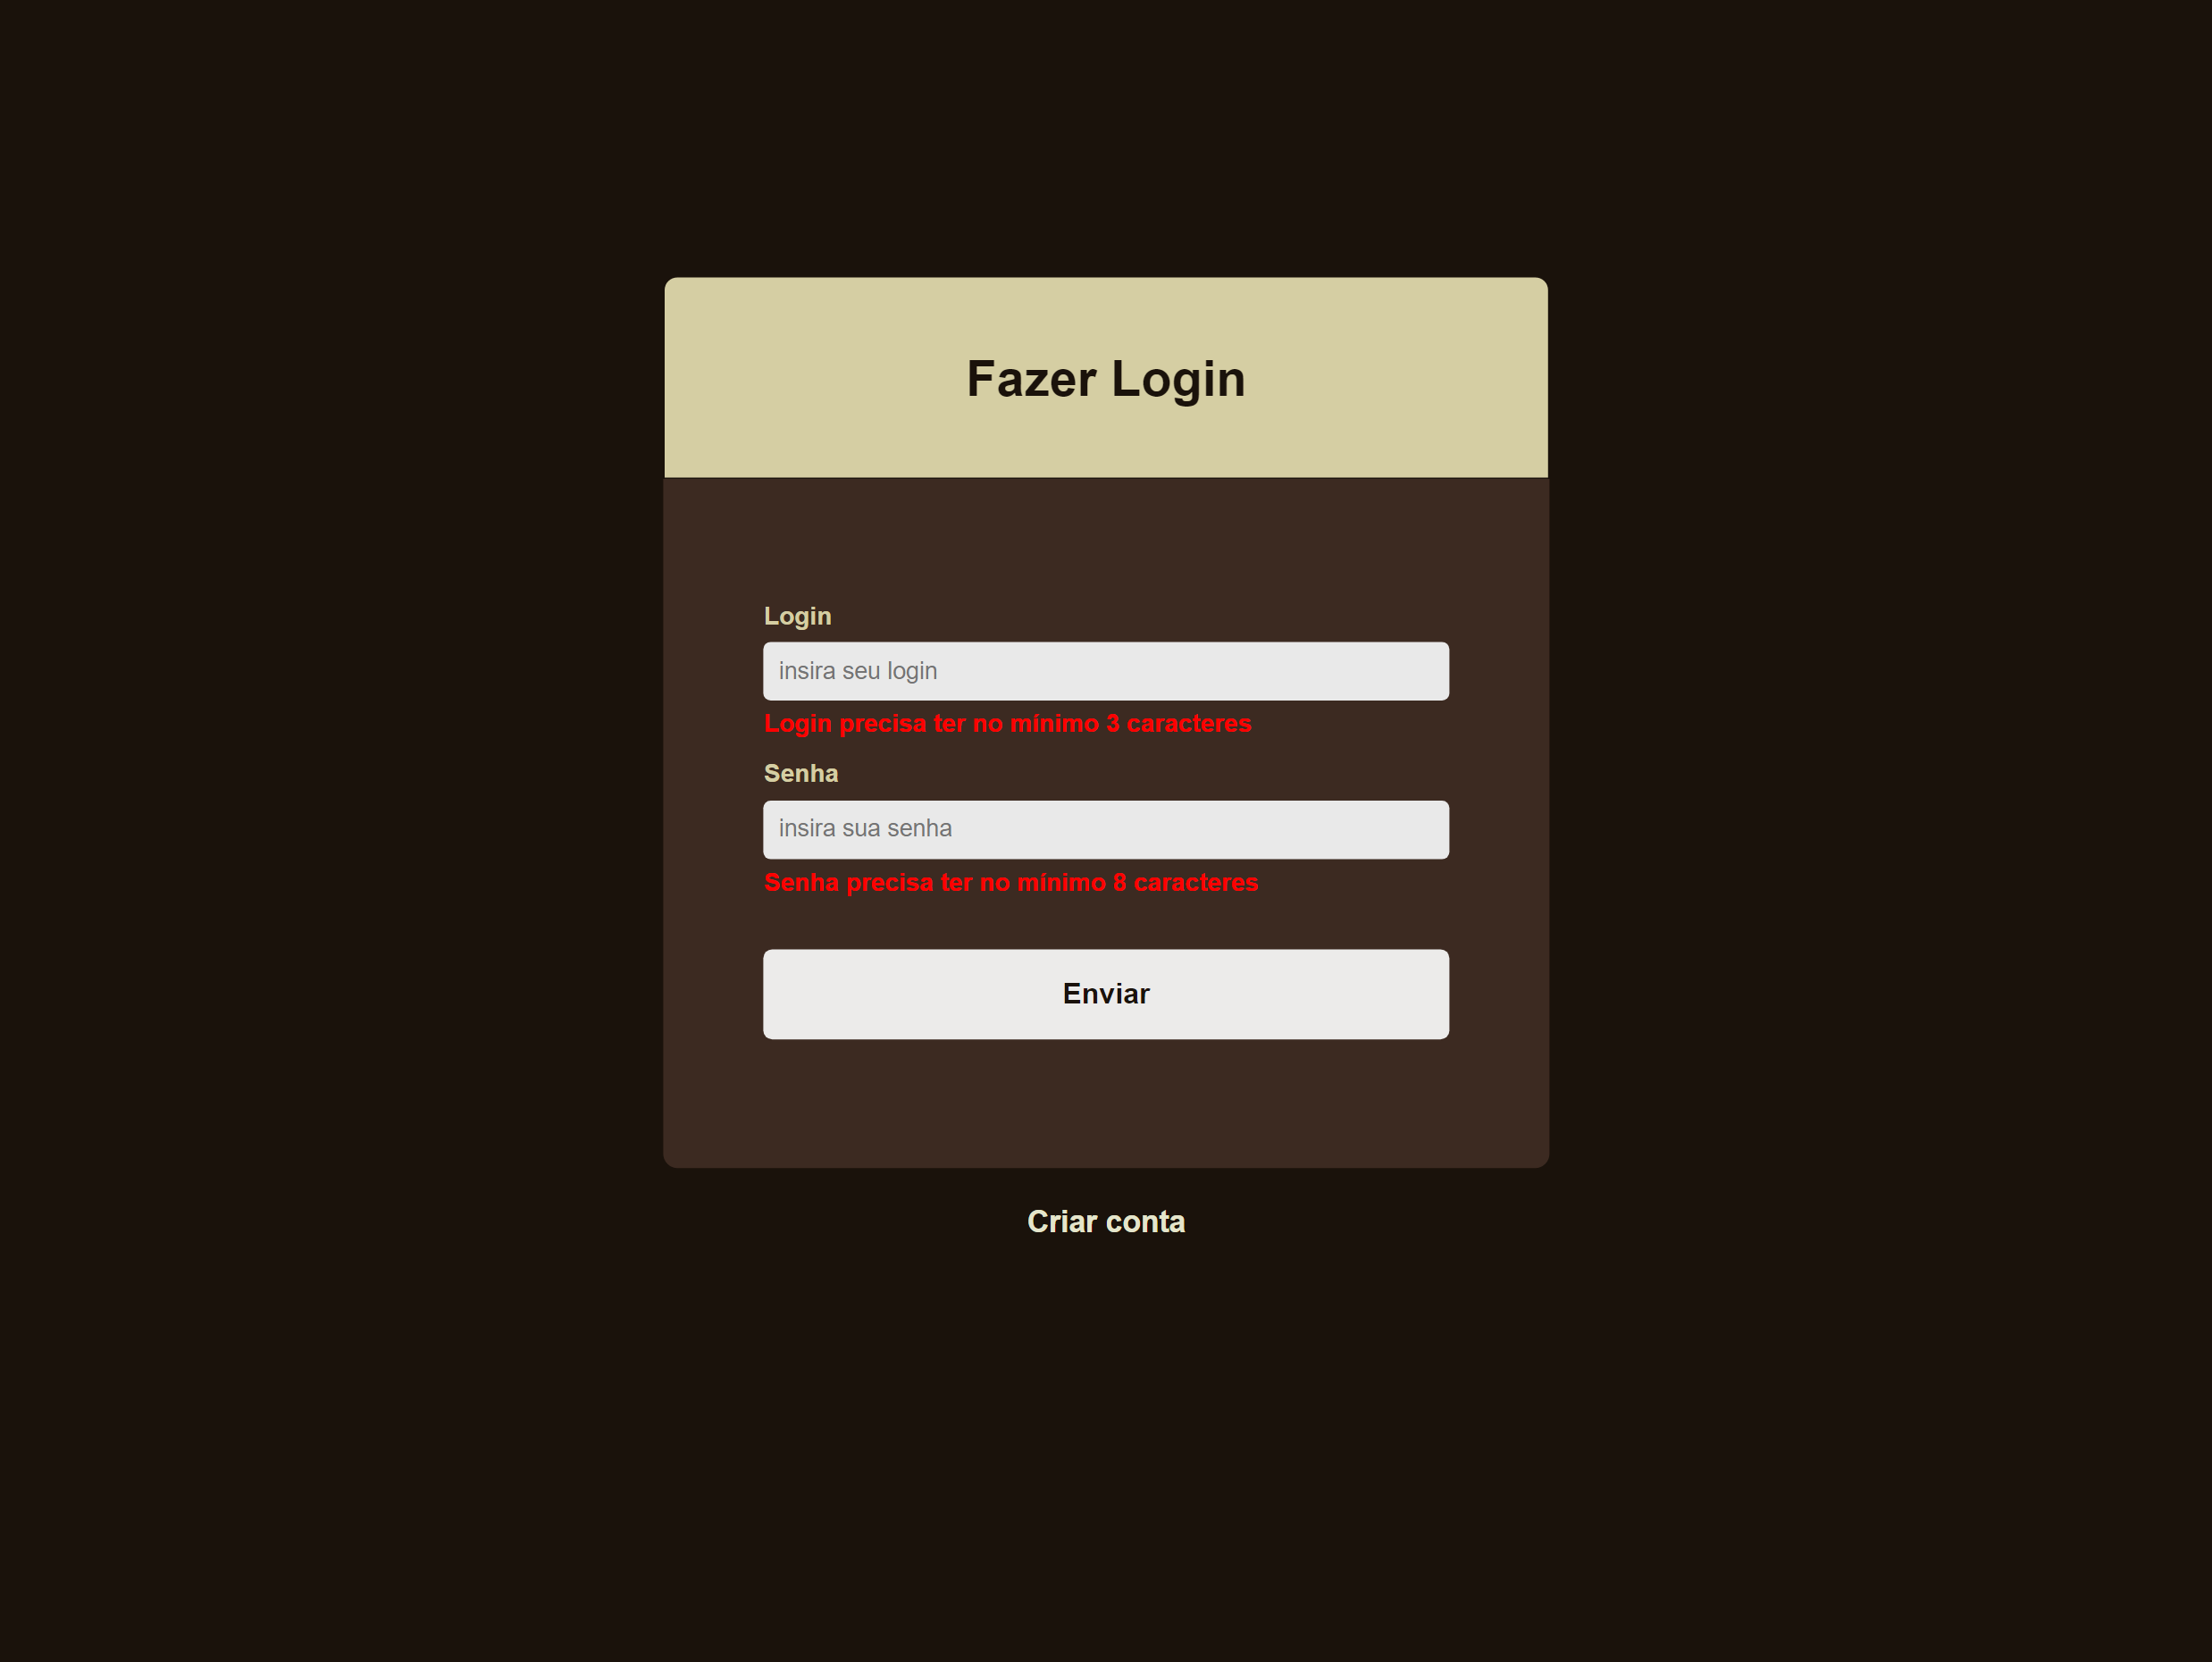 Fazer Login
Login
insira seu login
Login precisa ter no mínimo 3 caracteres
Senha
insira sua senha
Senha precisa ter no mínimo 8 caracteres
Enviar
Criar conta